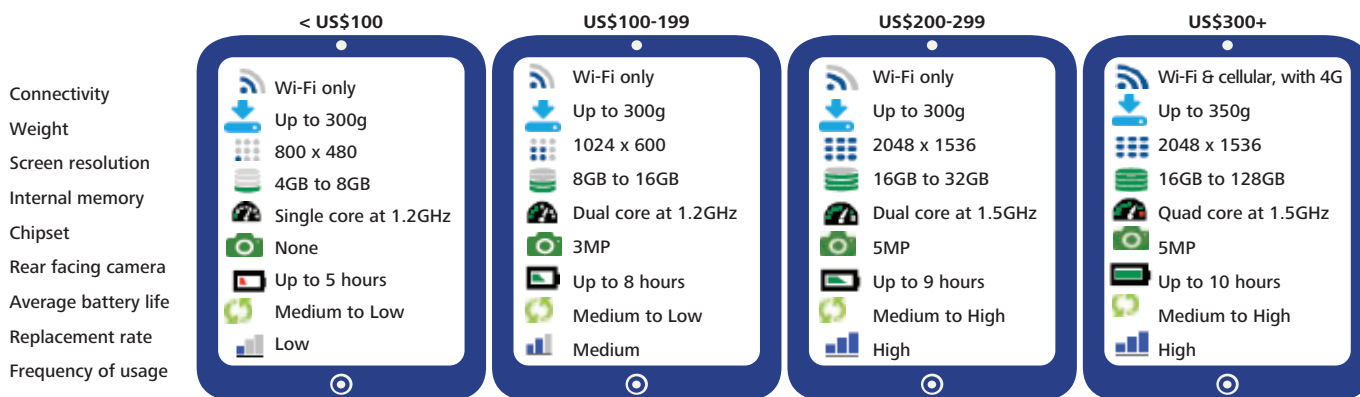 < US$100
US$100-199
US$200-299
US$300+
Connectivity
Weight
Screen resolution
Internal memory
Chipset
Rear facing camera
Average battery life
Replacement rate
Frequency of usage
Wi-Fi only
Up to 300g
800 x 480
4GB to 8GB
Single core at 1.2GHz
None
Up to 5 hours
Medium to Low
Low
Wi-Fi only
Up to 300g
1024 x 600
8GB to 16GB
Dual core at 1.2GHz
3MP
Up to 8 hours
Medium to Low
Medium
Wi-Fi only
Up to 300g
2048 x 1536
16GB to 32GB
Dual core at 1.5GHz
5MP
Up to 9 hours
Medium to High
High
Wi-Fi & cellular, with 4G
Up to 350g
2048 x 1536
16GB to 128GB
Quad core at 1.5GHz
5MP
Up to 10 hours
Medium to High
High